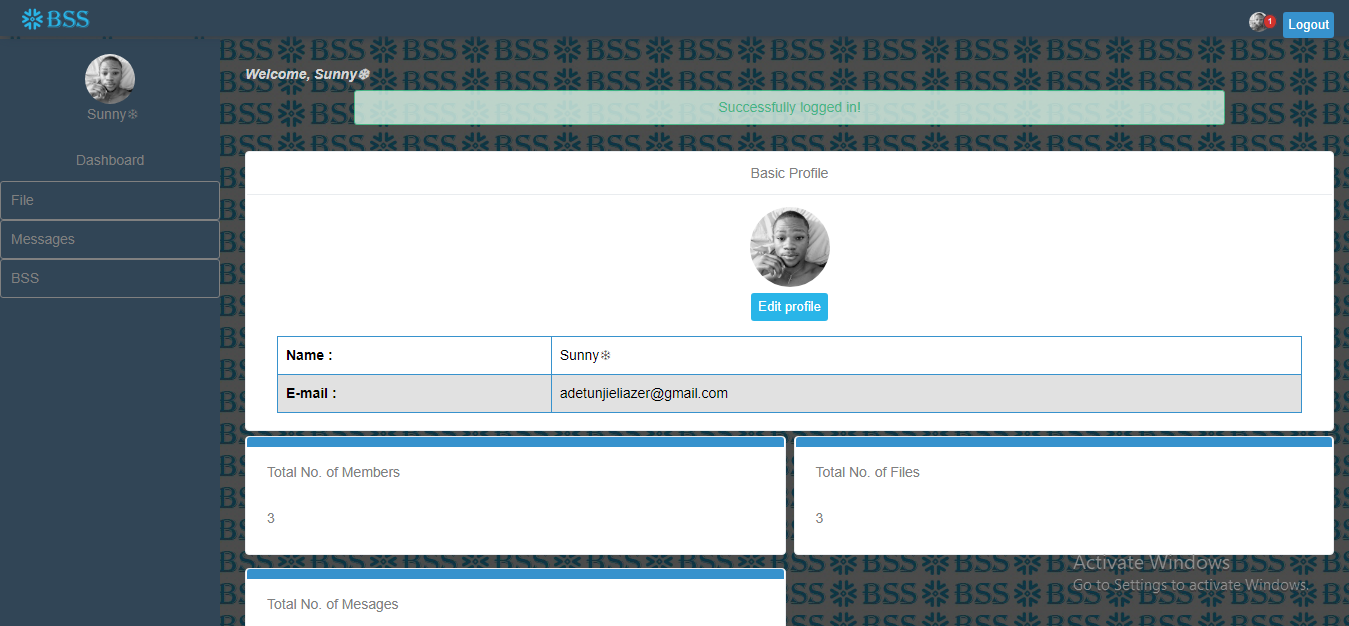 BSS
1
Logout
Sunny❄
Dashboard
File
Messages
BSS
Welcome, Sunny❄
Successfully logged in!
Basic Profile
Edit profile
Name : Sunny❄
E-mail : adetunjieliazer@gmail.com
Total No. of Members
3
Total No. of Files
3
Total No. of Mesages
Activate Windows
Go to Settings to activate Windows.